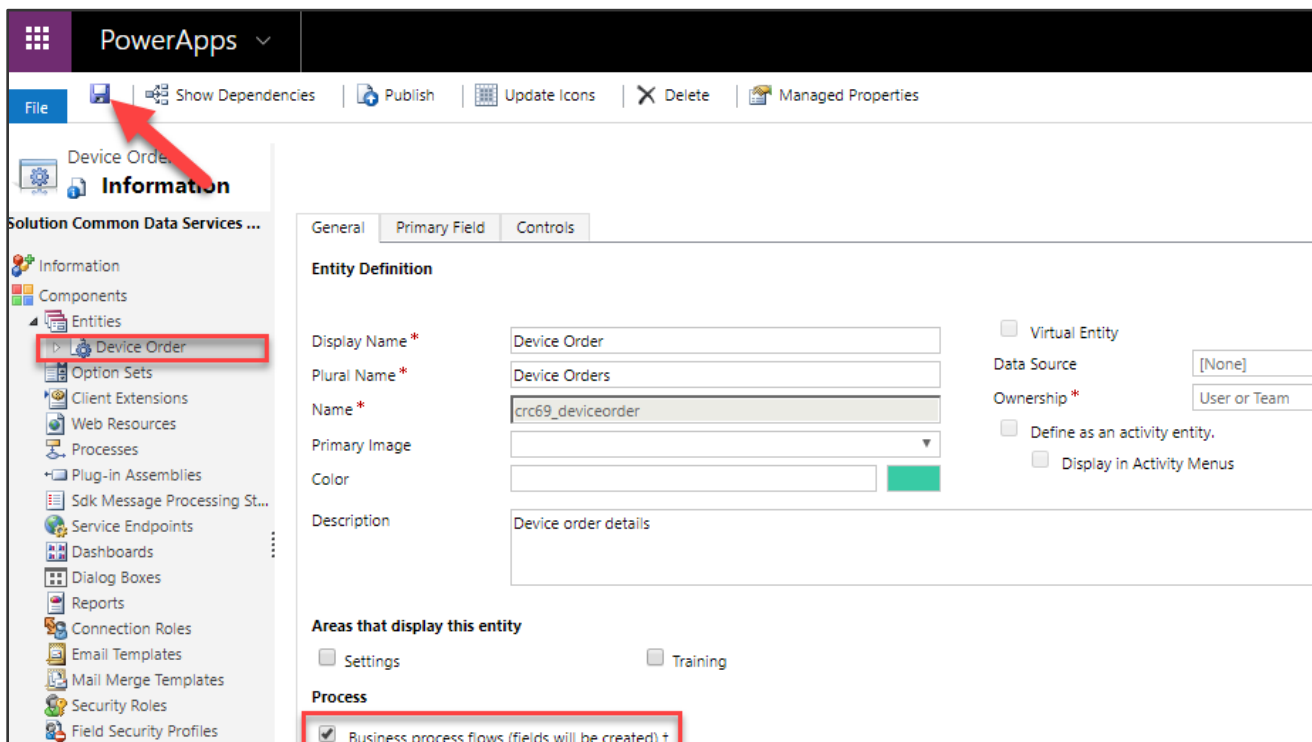 PowerApps
File
Show Dependencies
Publish
Update Icons
Delete
Managed Properties
Device Orde
Information
Solution Common Data Services ...
Information
Components
Entities
Device Order
Option Sets
Client Extensions
Web Resources
Processes
Plug-in Assemblies
Sdk Message Processing St...
Service Endpoints
Dashboards
Dialog Boxes
Reports
Connection Roles
Email Templates
Mail Merge Templates
Security Roles
Field Security Profiles
General Primary Field Controls
Entity Definition
Display Name * Device Order
Plural Name * Device Orders
Name * crc69_deviceorder
Primary Image
Color
Description Device order details
Virtual Entity
Data Source [None]
Ownership * User or Team
Define as an activity entity.
Display in Activity Menus
Areas that display this entity
Settings Training
Process
Business process flows (fields will be created) †